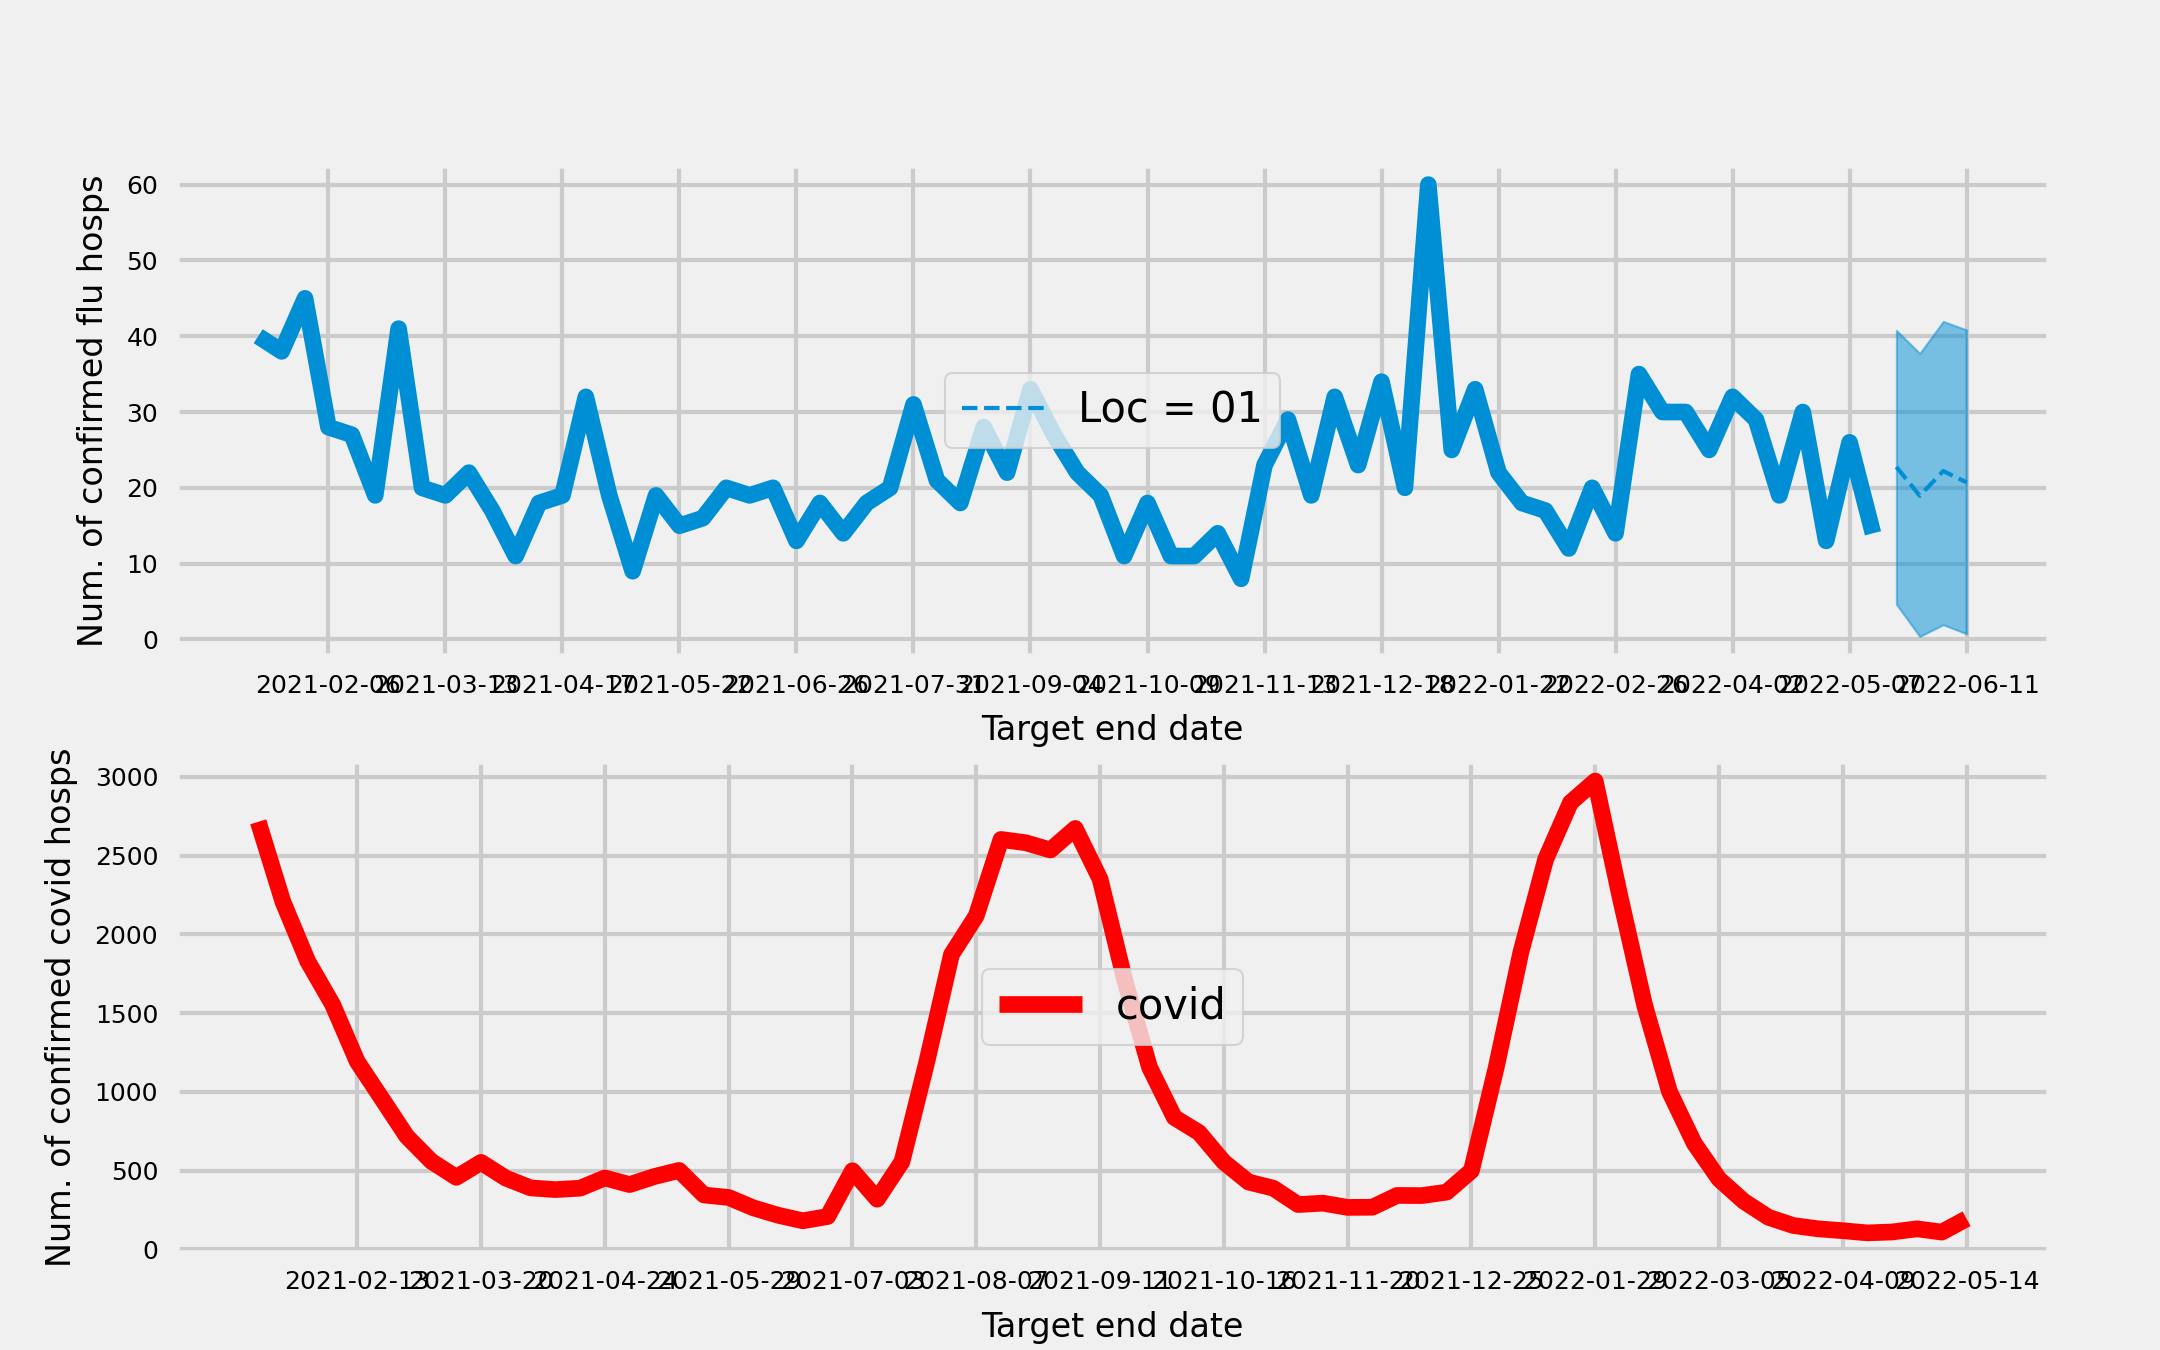 Num. of confirmed flu hosps
60
50
40
30
20
10
0
Loc = 01
2021-02-06 2021-03-13 2021-04-17 2021-05-22 2021-06-26 2021-07-31 2021-09-04 2021-10-09 2021-11-13 2021-12-18 2022-01-22 2022-02-26 2022-04-02 2022-05-07 2022-06-11
Target end date
Num. of confirmed covid hosps
3000
2500
2000
1500
1000
500
0
covid
2021-02-13 2021-03-20 2021-04-24 2021-05-29 2021-07-03 2021-08-07 2021-09-11 2021-10-16 2021-11-20 2021-12-25 2022-01-29 2022-03-05 2022-04-09 2022-05-14
Target end date